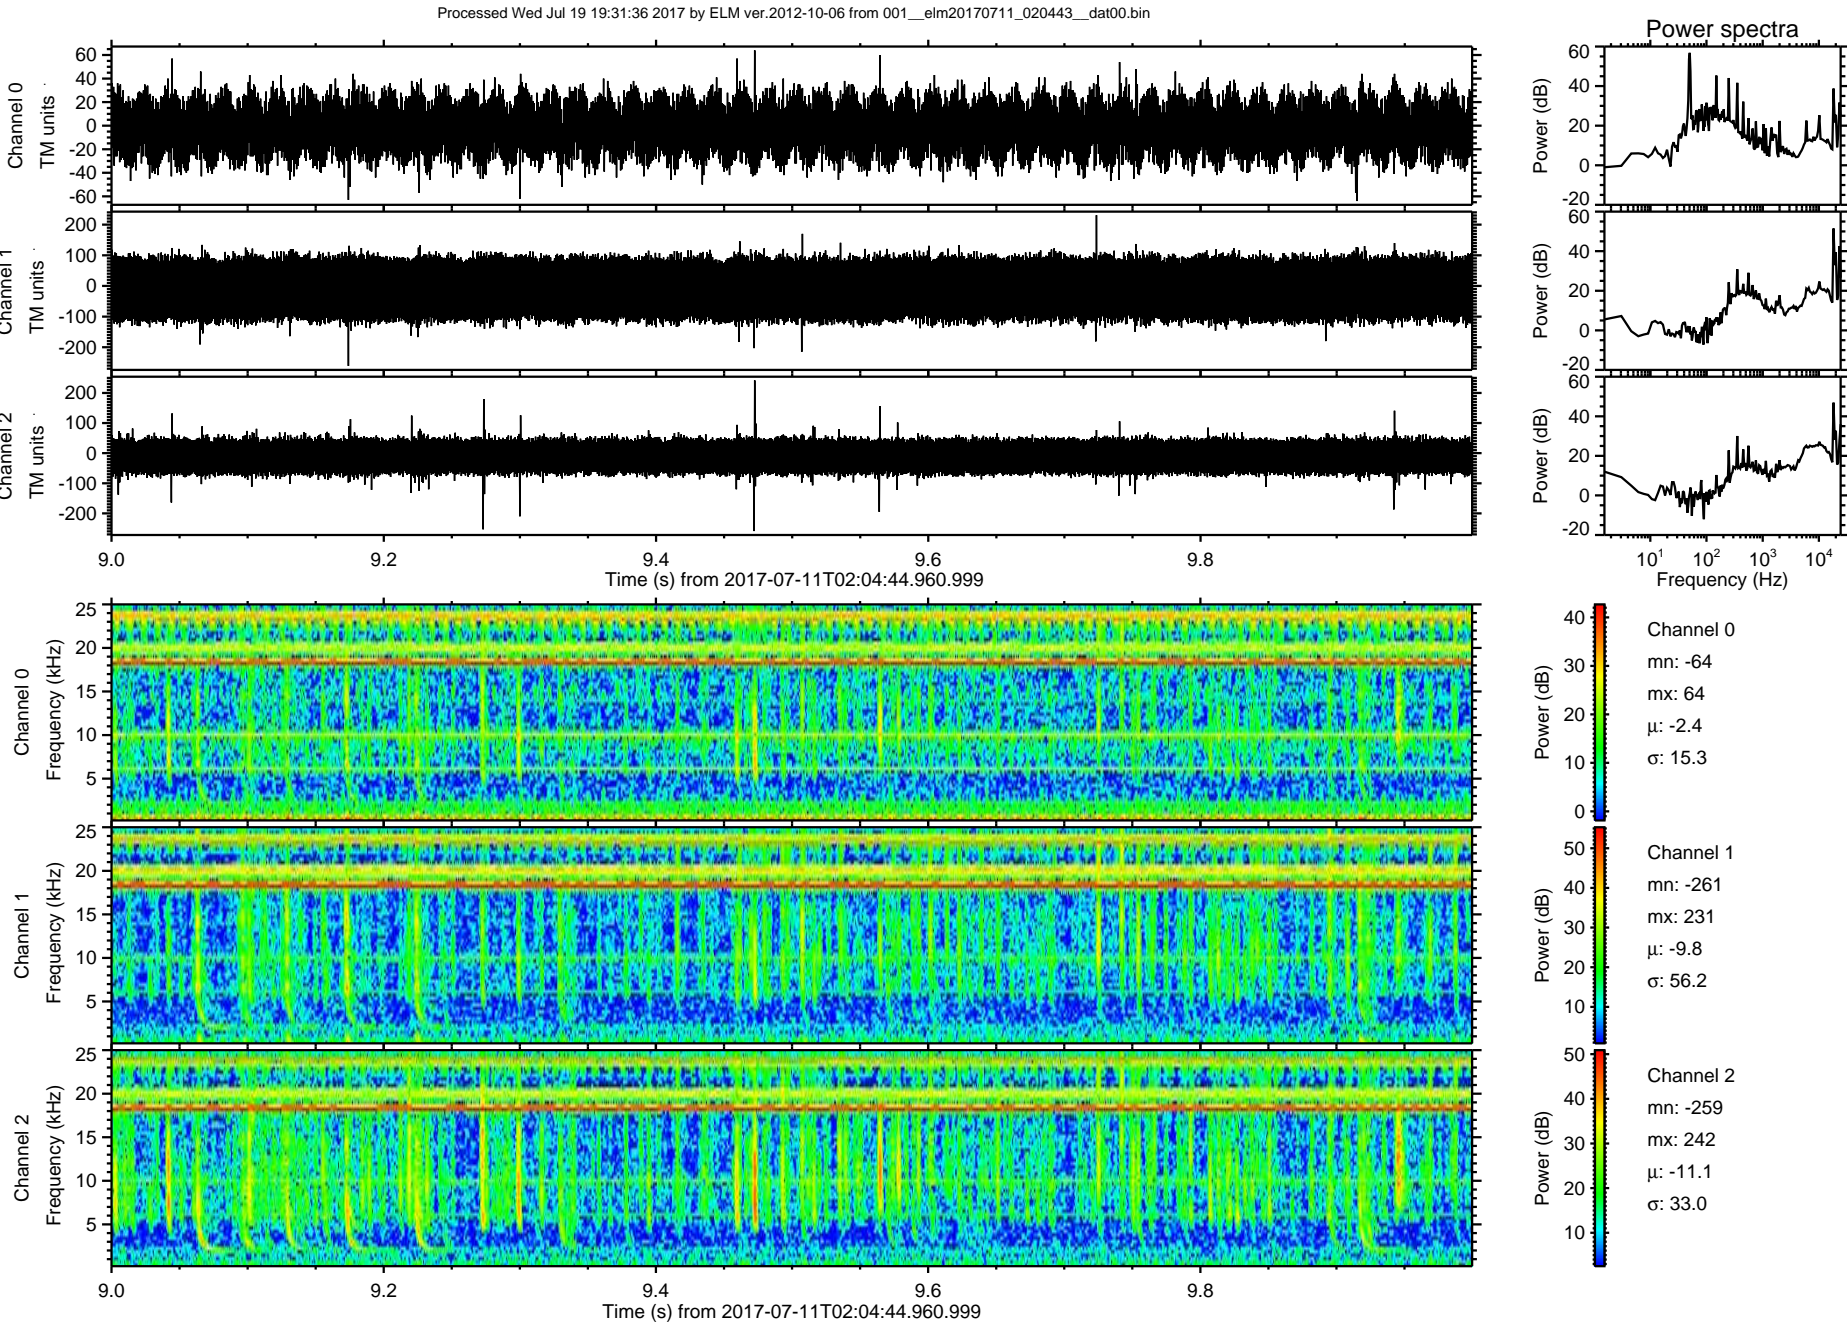 Processed Wed Jul 19 19:31:36 2017 by ELM ver.2012-10-06 from 001__elm20170711_020443__dat00.bin
Power spectra
Channel 0
TM units
60
40
20
0
-20
-40
-60
Power (dB)
60
40
20
0
-20
Channel 1
TM units
200
100
0
-100
-200
Power (dB)
60
40
20
0
-20
Channel 2
TM units
200
100
0
-100
-200
Power (dB)
60
40
20
0
-20
9.0 9.2 9.4 9.6 9.8
Time (s) from 2017-07-11T02:04:44.960.999
10¹ 10² 10³ 10⁴
Frequency (Hz)
Channel 0
Frequency (kHz)
25
20
15
10
5
Power (dB)
40
30
20
10
0
Channel 0
mn: -64
mx: 64
μ: -2.4
σ: 15.3
Channel 1
Frequency (kHz)
25
20
15
10
5
Power (dB)
50
40
30
20
10
Channel 1
mn: -261
mx: 231
μ: -9.8
σ: 56.2
Channel 2
Frequency (kHz)
25
20
15
10
5
Power (dB)
50
40
30
20
10
Channel 2
mn: -259
mx: 242
μ: -11.1
σ: 33.0
9.0 9.2 9.4 9.6 9.8
Time (s) from 2017-07-11T02:04:44.960.999